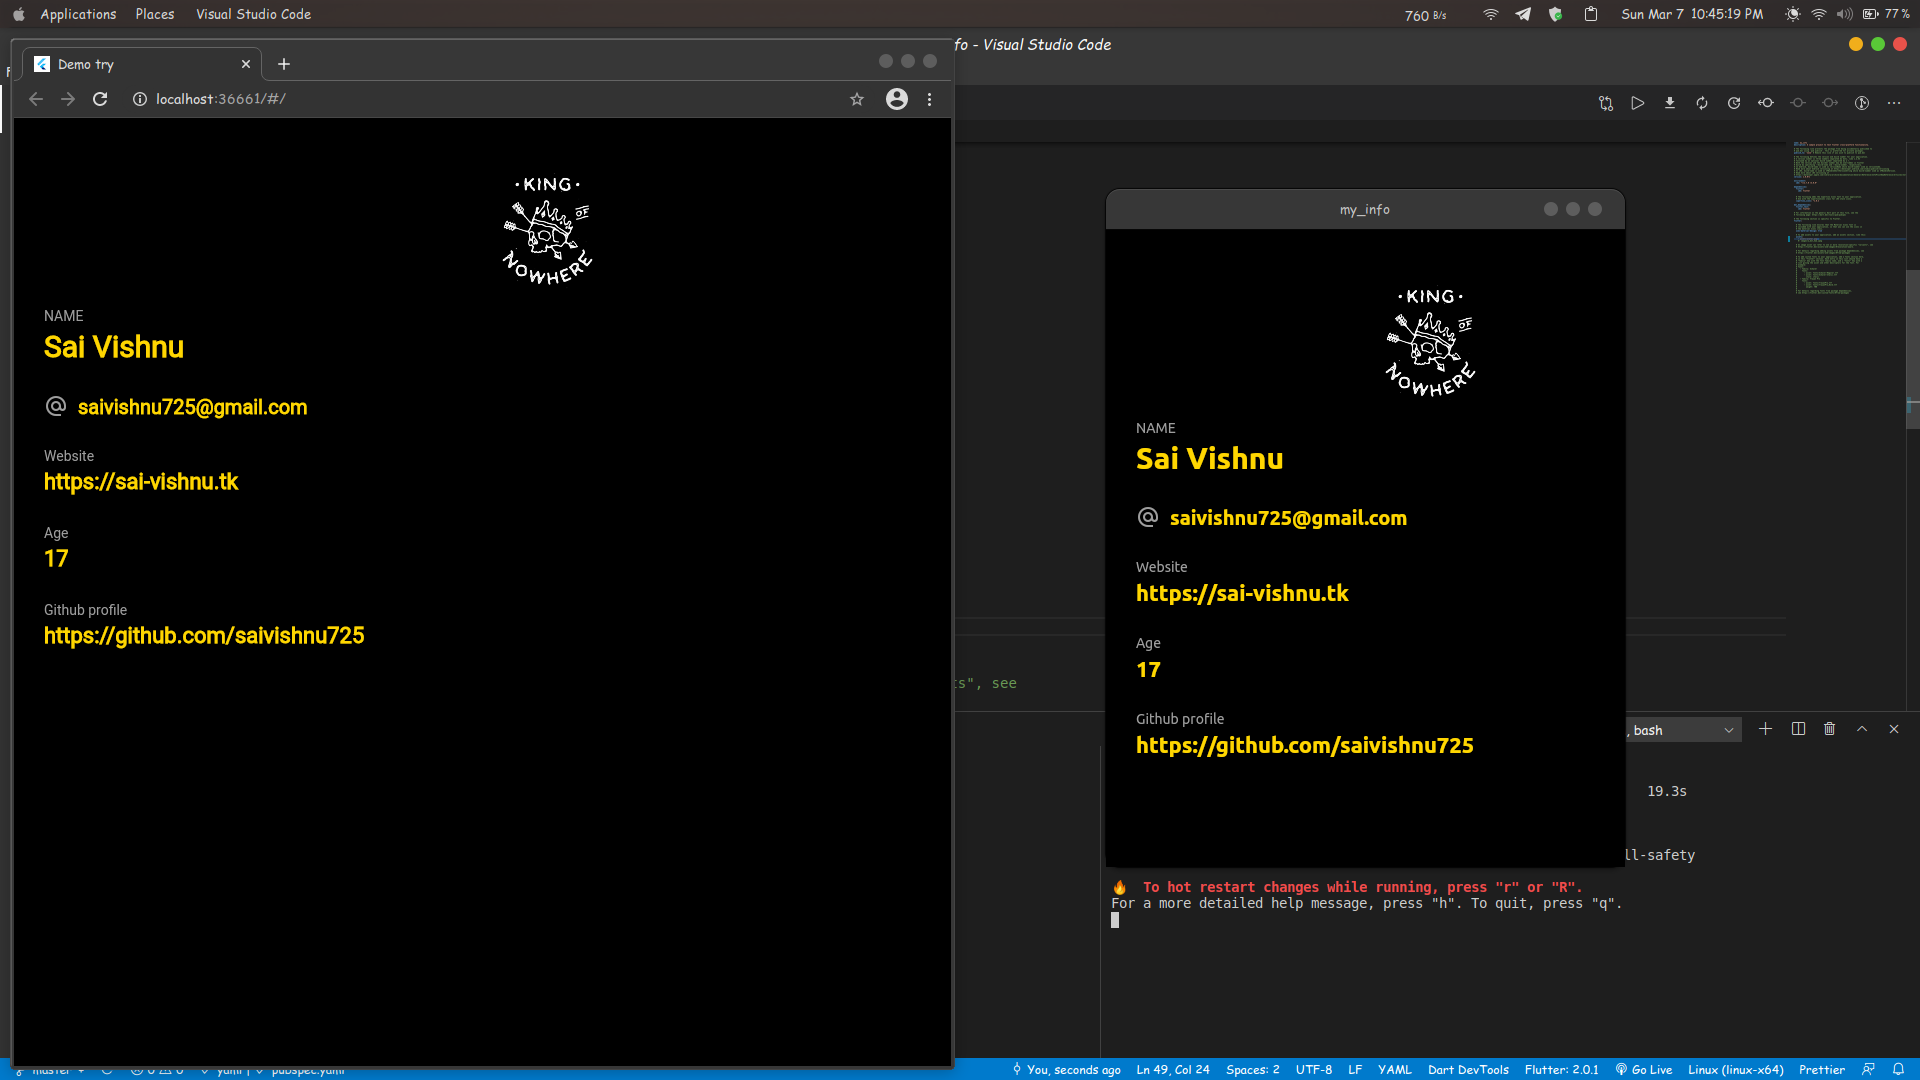 Applications Places Visual Studio Code
760 B/s
Sun Mar 7 10:45:19 PM
77 %
fo - Visual Studio Code
Demo try
localhost:36661/#/
· KING ·
OF
NOWHERE
NAME
Sai Vishnu
saivishnu725@gmail.com
Website
https://sai-vishnu.tk
Age
17
Github profile
https://github.com/saivishnu725
my_info
· KING ·
OF
NOWHERE
NAME
Sai Vishnu
saivishnu725@gmail.com
Website
https://sai-vishnu.tk
Age
17
Github profile
https://github.com/saivishnu725
ts", see
, bash
19.3s
ll-safety
To hot restart changes while running, press "r" or "R".
For a more detailed help message, press "h". To quit, press "q".
master
yaml | pubspec.yaml
You, seconds ago Ln 49, Col 24 Spaces: 2 UTF-8 LF YAML Dart DevTools Flutter: 2.0.1 Go Live Linux (linux-x64) Prettier